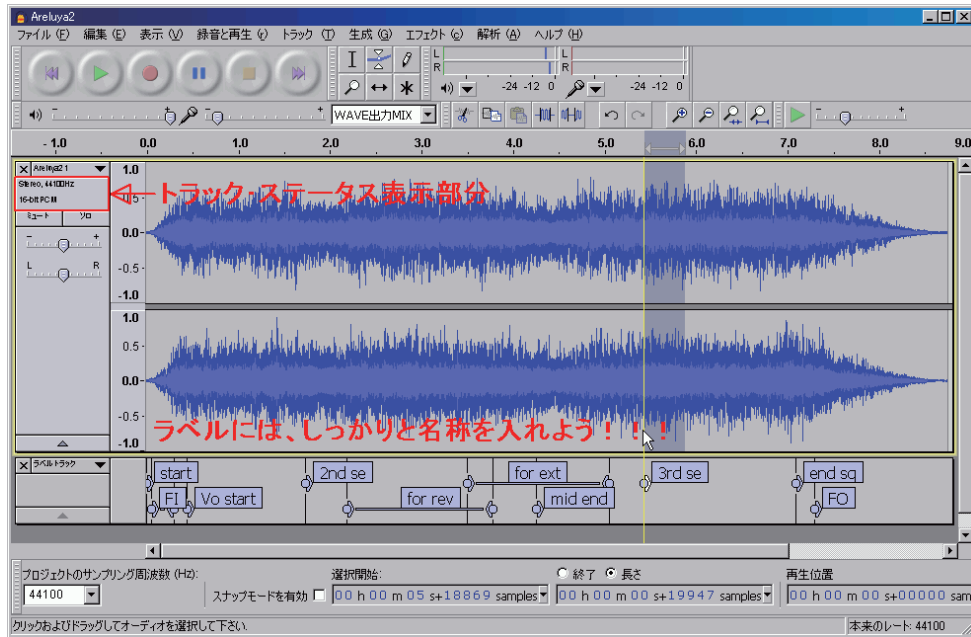 Areluya2
ファイル (F) 編集 (E) 表示 (V) 録音と再生 (r) トラック (T) 生成 (G) エフェクト (c) 解析 (A) ヘルプ (H)
L
R
-24 -12 0
L
R
-24 -12 0
WAVE出力MIX
- 1.0 0.0 1.0 2.0 3.0 4.0 5.0 6.0 7.0 8.0 9.0
Areluya2 1
Stereo, 44100Hz
16-bit PCM
ミュート ソロ
- +
L R
トラック・ステータス表示部分
1.0
0.5
0.0
-0.5
-1.0
1.0
0.5
0.0
-0.5
-1.0
ラベルには、しっかりと名称を入れよう！！！
ラベルトラック
start 2nd se for ext 3rd se end sq
FI Vo start for rev mid end FO
プロジェクトのサンプリング周波数 (Hz): 選択開始: 終了 長さ 再生位置
44100 スナップモードを有効 00 h 00 m 05 s+18869 samples 00 h 00 m 00 s+19947 samples 00 h 00 m 00 s+00000 sam
クリックおよびドラッグしてオーディオを選択して下さい. 本来のレート: 44100